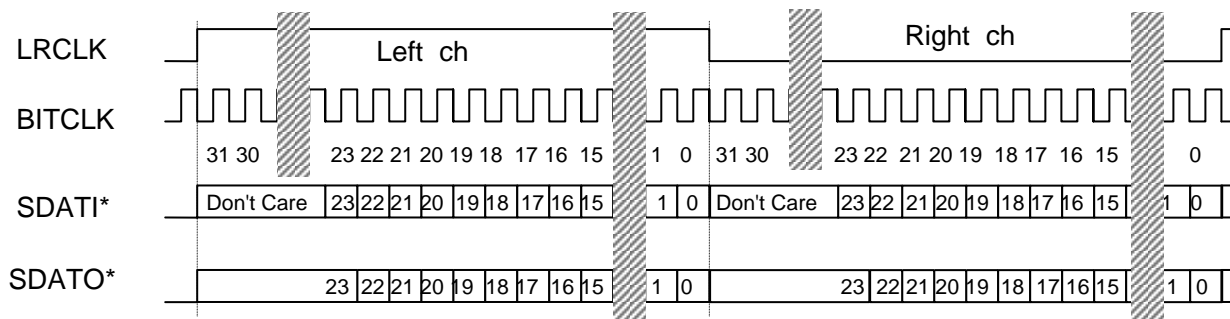 LRCLK Left ch Right ch
BITCLK
31 30 23 22 21 20 19 18 17 16 15 1 0 31 30 23 22 21 20 19 18 17 16 15 0
SDATI* Don't Care 23 22 21 20 19 18 17 16 15 1 0 Don't Care 23 22 21 20 19 18 17 16 15 1 0
SDATO* 23 22 21 20 19 18 17 16 15 1 0 23 22 21 20 19 18 17 16 15 1 0